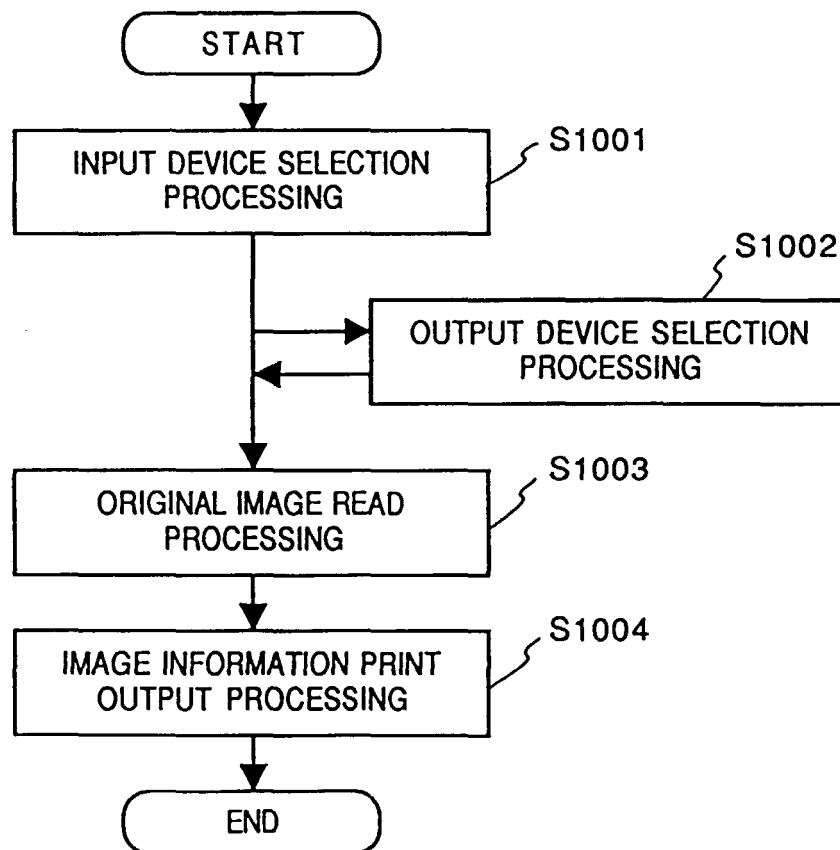 START
S1001
INPUT DEVICE SELECTION
PROCESSING
S1002
OUTPUT DEVICE SELECTION
PROCESSING
S1003
ORIGINAL IMAGE READ
PROCESSING
S1004
IMAGE INFORMATION PRINT
OUTPUT PROCESSING
END